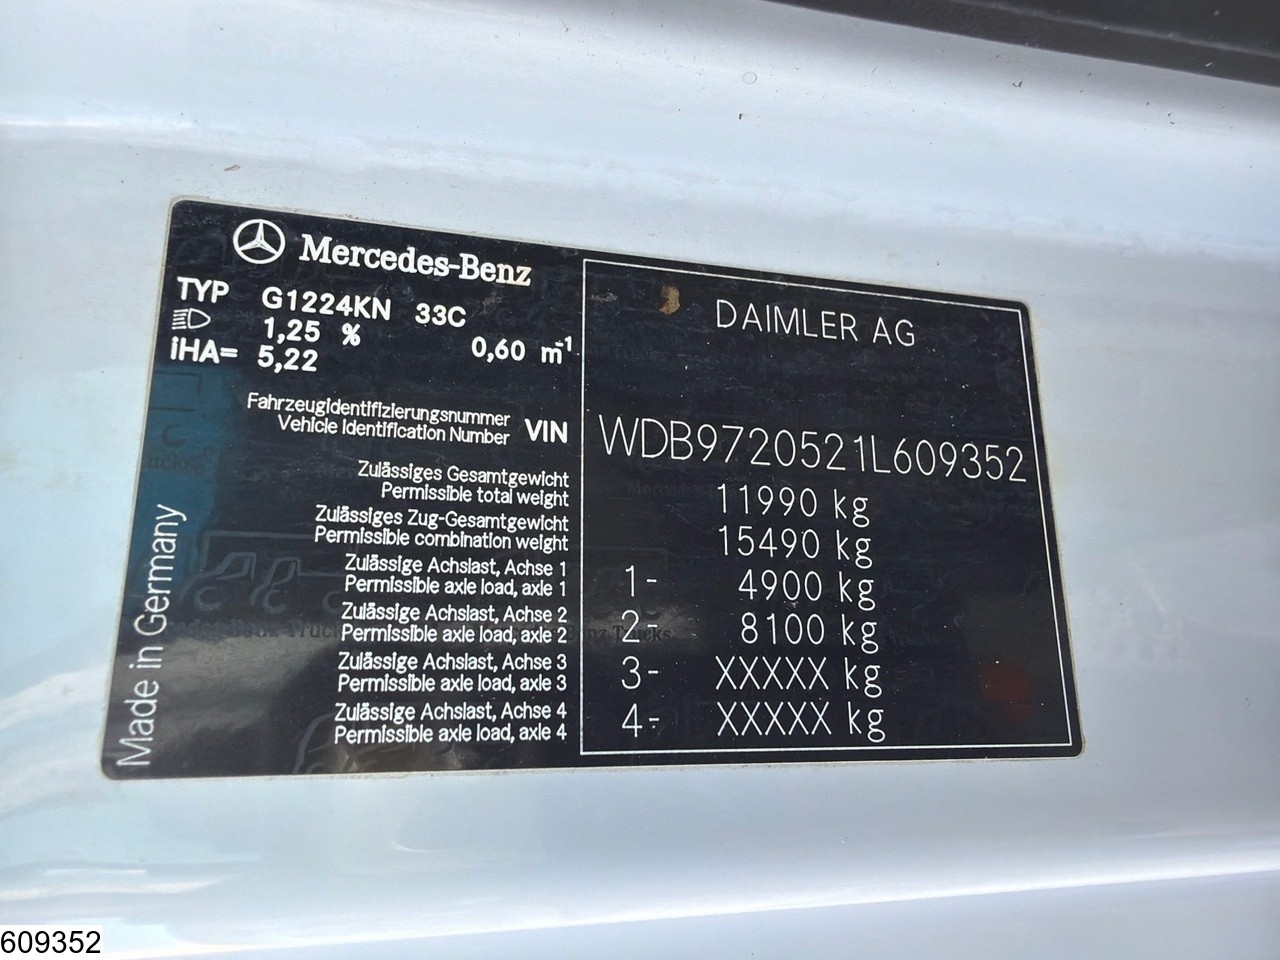 Mercedes-Benz
TYP G1224KN 33C
1,25 % 0,60 m⁻¹
iHA= 5,22
DAIMLER AG
Fahrzeugidentifizierungsnummer
Vehicle Identification Number VIN WDB9720521L609352
Zulässiges Gesamtgewicht
Permissible total weight 11990 kg
Zulässiges Zug-Gesamtgewicht
Permissible combination weight 15490 kg
Zulässige Achslast, Achse 1
Permissible axle load, axle 1 1- 4900 kg
Zulässige Achslast, Achse 2
Permissible axle load, axle 2 2- 8100 kg
Zulässige Achslast, Achse 3
Permissible axle load, axle 3 3- XXXXX kg
Zulässige Achslast, Achse 4
Permissible axle load, axle 4 4- XXXXX kg
Made in Germany
609352